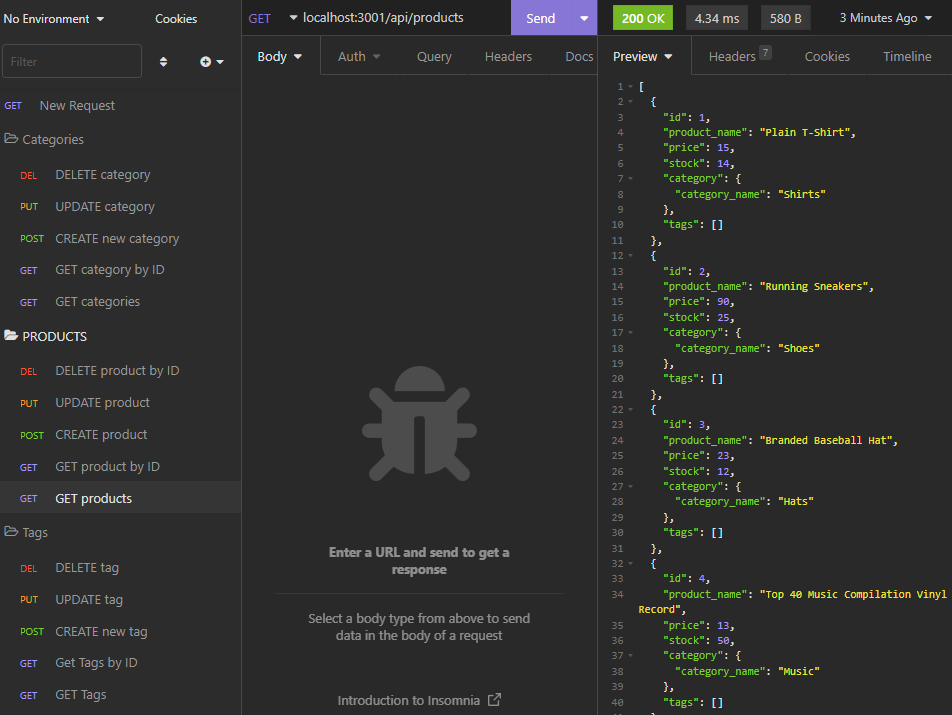 No Environment
Cookies
Filter
GET New Request
Categories
DEL DELETE category
PUT UPDATE category
POST CREATE new category
GET GET category by ID
GET GET categories
PRODUCTS
DEL DELETE product by ID
PUT UPDATE product
POST CREATE product
GET GET product by ID
GET GET products
Tags
DEL DELETE tag
PUT UPDATE tag
POST CREATE new tag
GET Get Tags by ID
GET GET Tags
GET localhost:3001/api/products Send
Body Auth Query Headers Docs
Enter a URL and send to get a
response
Select a body type from above to send
data in the body of a request
Introduction to Insomnia
200 OK 4.34 ms 580 B 3 Minutes Ago
Preview Headers 7 Cookies Timeline
1 [
2 {
3 "id": 1,
4 "product_name": "Plain T-Shirt",
5 "price": 15,
6 "stock": 14,
7 "category": {
8 "category_name": "Shirts"
9 },
10 "tags": []
11 },
12 {
13 "id": 2,
14 "product_name": "Running Sneakers",
15 "price": 90,
16 "stock": 25,
17 "category": {
18 "category_name": "Shoes"
19 },
20 "tags": []
21 },
22 {
23 "id": 3,
24 "product_name": "Branded Baseball Hat",
25 "price": 23,
26 "stock": 12,
27 "category": {
28 "category_name": "Hats"
29 },
30 "tags": []
31 },
32 {
33 "id": 4,
34 "product_name": "Top 40 Music Compilation Vinyl
Record",
35 "price": 13,
36 "stock": 50,
37 "category": {
38 "category_name": "Music"
39 },
40 "tags": []